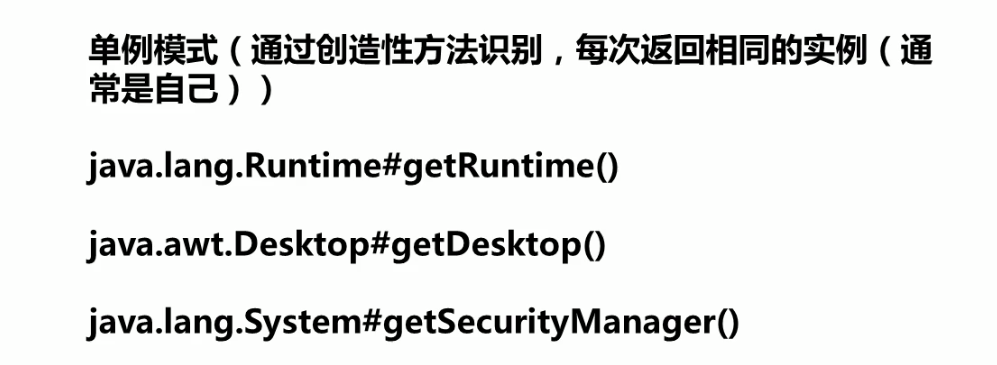 单例模式（通过创造性方法识别，每次返回相同的实例（通
常是自己））
java.lang.Runtime#getRuntime()
java.awt.Desktop#getDesktop()
java.lang.System#getSecurityManager()